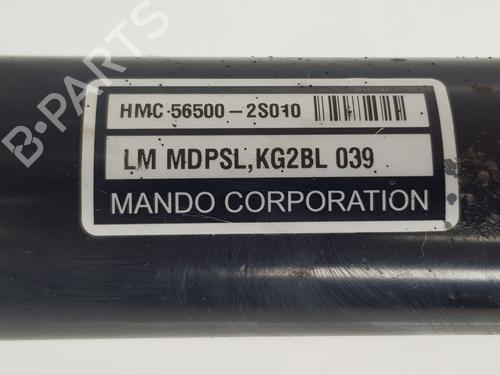 HMC 56500-2S010
LM MDPSL,KG2BL 039
MANDO CORPORATION
B-PARTS